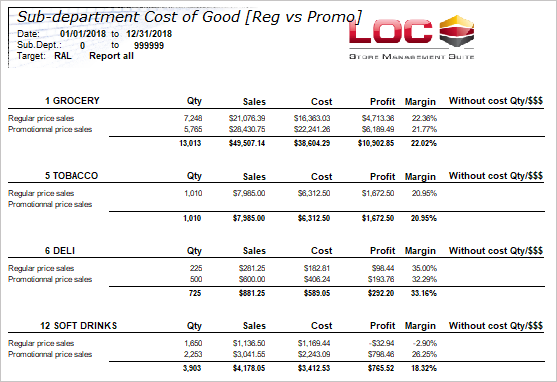 Sub-department Cost of Good [Reg vs Promo]
Date: 01/01/2018 to 12/31/2018
Sub.Dept.: 0 to 999999
Target: RAL Report all
LOC
Store Management Suite
1 GROCERY Qty Sales Cost Profit Margin Without cost Qty/$$$
Regular price sales 7,248 $21,076.39 $16,363.03 $4,713.36 22.36%
Promotionnal price sales 5,765 $28,430.75 $22,241.26 $6,189.49 21.77%
13,013 $49,507.14 $38,604.29 $10,902.85 22.02%
5 TOBACCO Qty Sales Cost Profit Margin Without cost Qty/$$$
Regular price sales 1,010 $7,985.00 $6,312.50 $1,672.50 20.95%
Promotionnal price sales
1,010 $7,985.00 $6,312.50 $1,672.50 20.95%
6 DELI Qty Sales Cost Profit Margin Without cost Qty/$$$
Regular price sales 225 $281.25 $182.81 $98.44 35.00%
Promotionnal price sales 500 $600.00 $406.24 $193.76 32.29%
725 $881.25 $589.05 $292.20 33.16%
12 SOFT DRINKS Qty Sales Cost Profit Margin Without cost Qty/$$$
Regular price sales 1,650 $1,136.50 $1,169.44 -$32.94 -2.90%
Promotionnal price sales 2,253 $3,041.55 $2,243.09 $798.46 26.25%
3,903 $4,178.05 $3,412.53 $765.52 18.32%